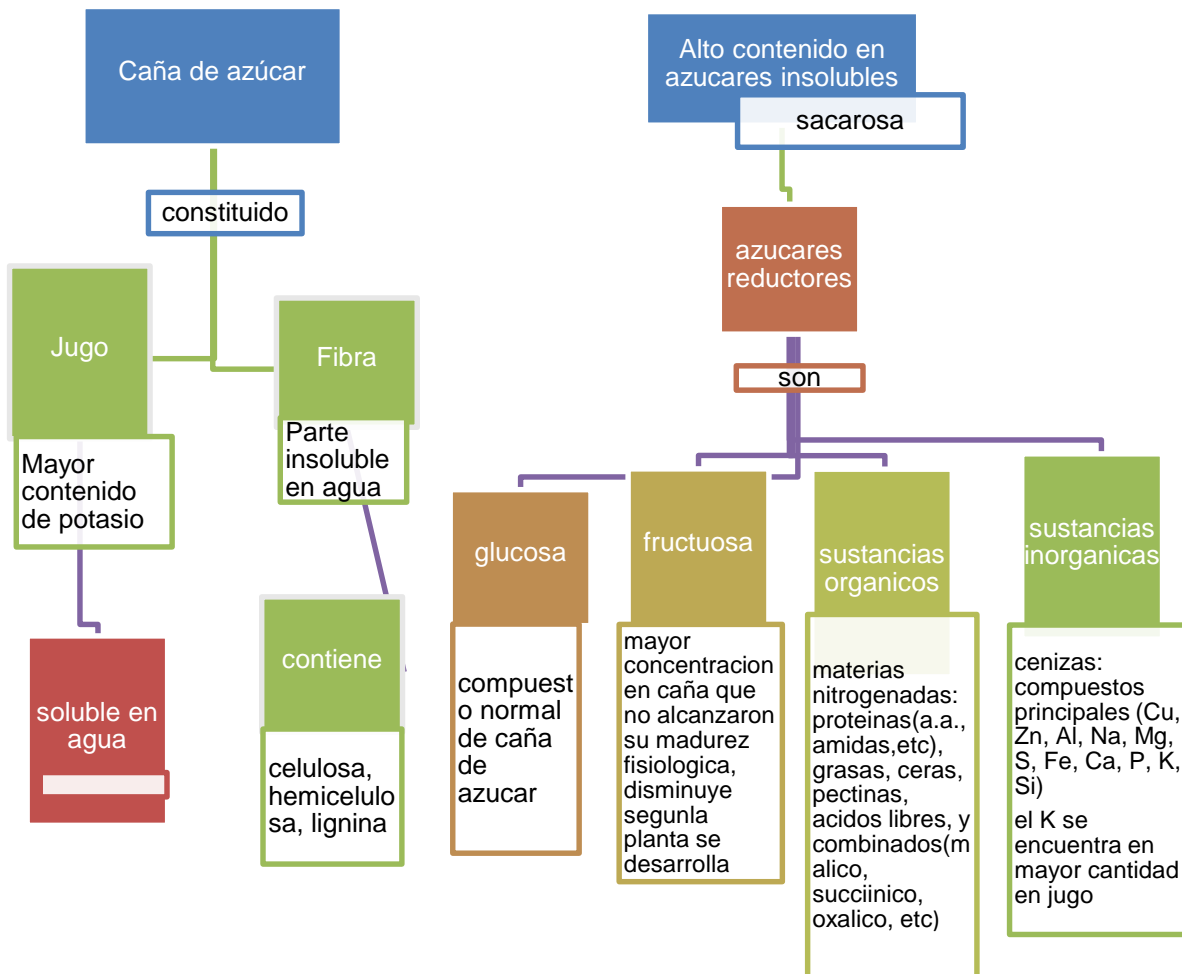 Caña de azúcar
constituido
Jugo
Mayor
contenido
de potasio
soluble en
agua
Fibra
Parte
insoluble
en agua
contiene
celulosa,
hemicelulo
sa, lignina
Alto contenido en
azucares insolubles
sacarosa
azucares
reductores
son
glucosa
compuest
o normal
de caña
de
azucar
fructuosa
mayor
concentracion
en caña que
no alcanzaron
su madurez
fisiologica,
disminuye
segunla
planta se
desarrolla
sustancias
organicos
materias
nitrogenadas:
proteinas(a.a.,
amidas,etc),
grasas, ceras,
pectinas,
acidos libres, y
combinados(m
alico,
succiinico,
oxalico, etc)
sustancias
inorganicas
cenizas:
compuestos
principales (Cu,
Zn, Al, Na, Mg,
S, Fe, Ca, P, K,
Si)
el K se
encuentra en
mayor cantidad
en jugo